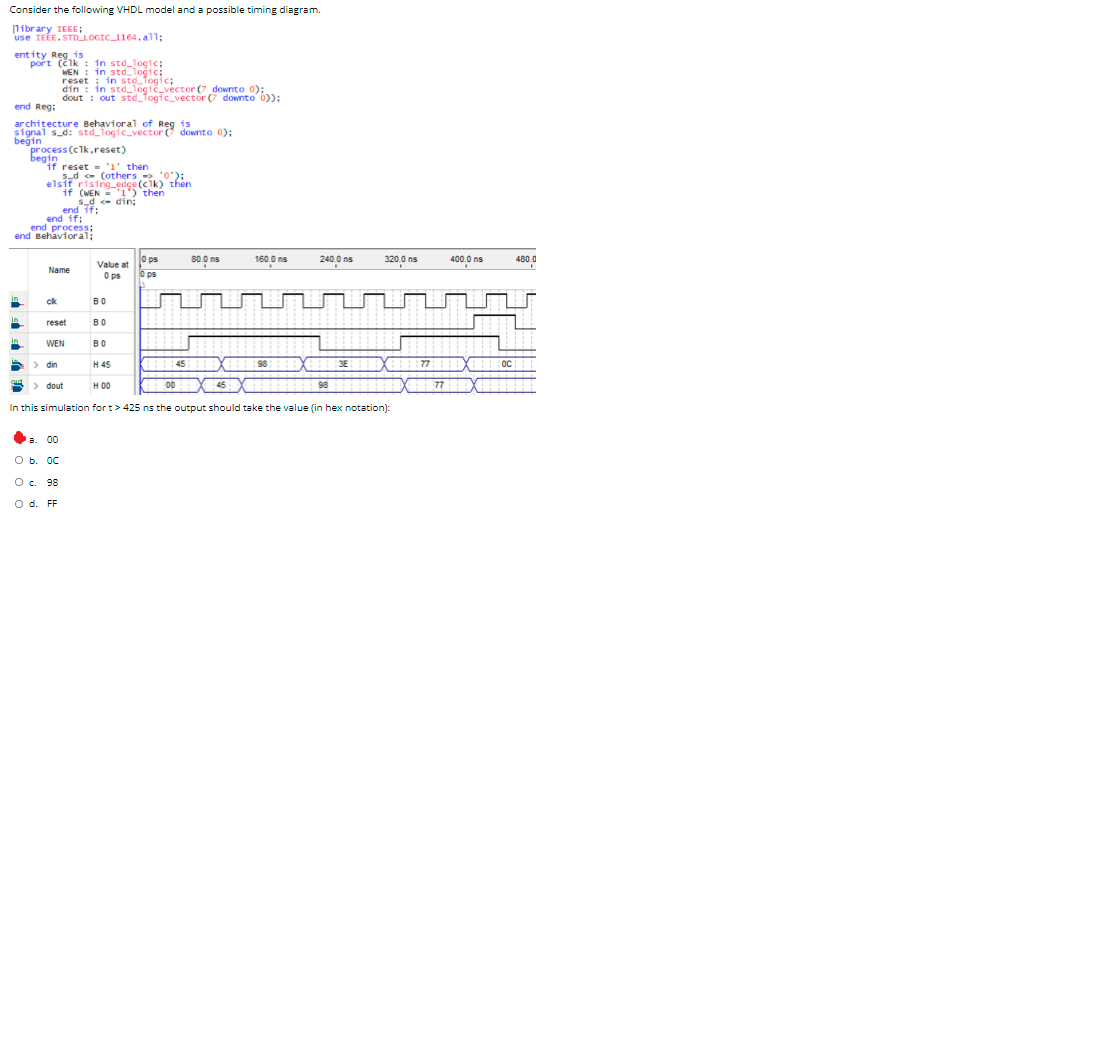 Consider the following VHDL model and a possible timing diagram.
library IEEE;
use IEEE.STD_LOGIC_1164.all;
entity Reg is
port (clk : in std_logic;
WEN : in std_logic;
reset : in std_logic;
din : in std_logic_vector(7 downto 0);
dout : out std_logic_vector(7 downto 0));
end Reg;
architecture Behavioral of Reg is
signal s_d: std_logic_vector(7 downto 0);
begin
process(clk,reset)
begin
if reset = '1' then
s_d <= (others => '0');
elsif rising_edge(clk) then
if (WEN = '1') then
s_d <= din;
end if;
end if;
end process;
end Behavioral;
Name Value at 0 ps
0 ps 80.0 ns 160.0 ns 240.0 ns 320.0 ns 400.0 ns 480.0
0 ps
in clk B 0
in reset B 0
in WEN B 0
in > din H 45 45 98 3E 77 0C
out > dout H 00 00 45 98 77
In this simulation for t > 425 ns the output should take the value (in hex notation):
a. 00
b. 0C
c. 98
d. FF